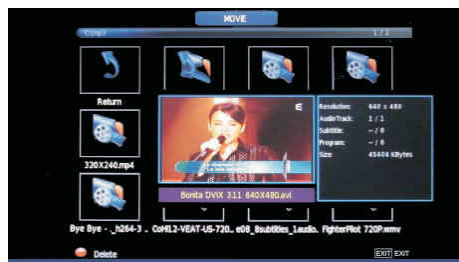 MOVIE
1 / 2
Return
Resolution: 640 x 480
AudioTrack: 1 / 1
Subtitle: - / 0
Program: - / 0
Size: 45404 KBytes
320X240.mp4
Bonita DVIX 3.11 640X480.avi
Bye Bye - ._h264-3 .. CoH1.2-VEAT-US-720.. e08_8subtitles_1audio.. FighterPilot 720P.wmv
Delete
EXIT EXIT